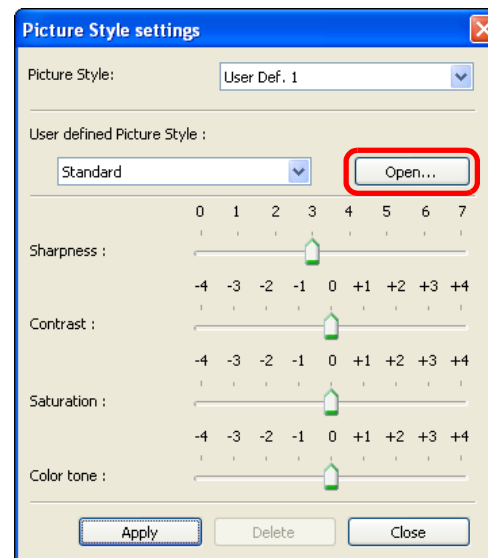 Picture Style settings
Picture Style: User Def. 1
User defined Picture Style :
Standard Open...
0 1 2 3 4 5 6 7
Sharpness :
-4 -3 -2 -1 0 +1 +2 +3 +4
Contrast :
-4 -3 -2 -1 0 +1 +2 +3 +4
Saturation :
-4 -3 -2 -1 0 +1 +2 +3 +4
Color tone :
Apply Delete Close